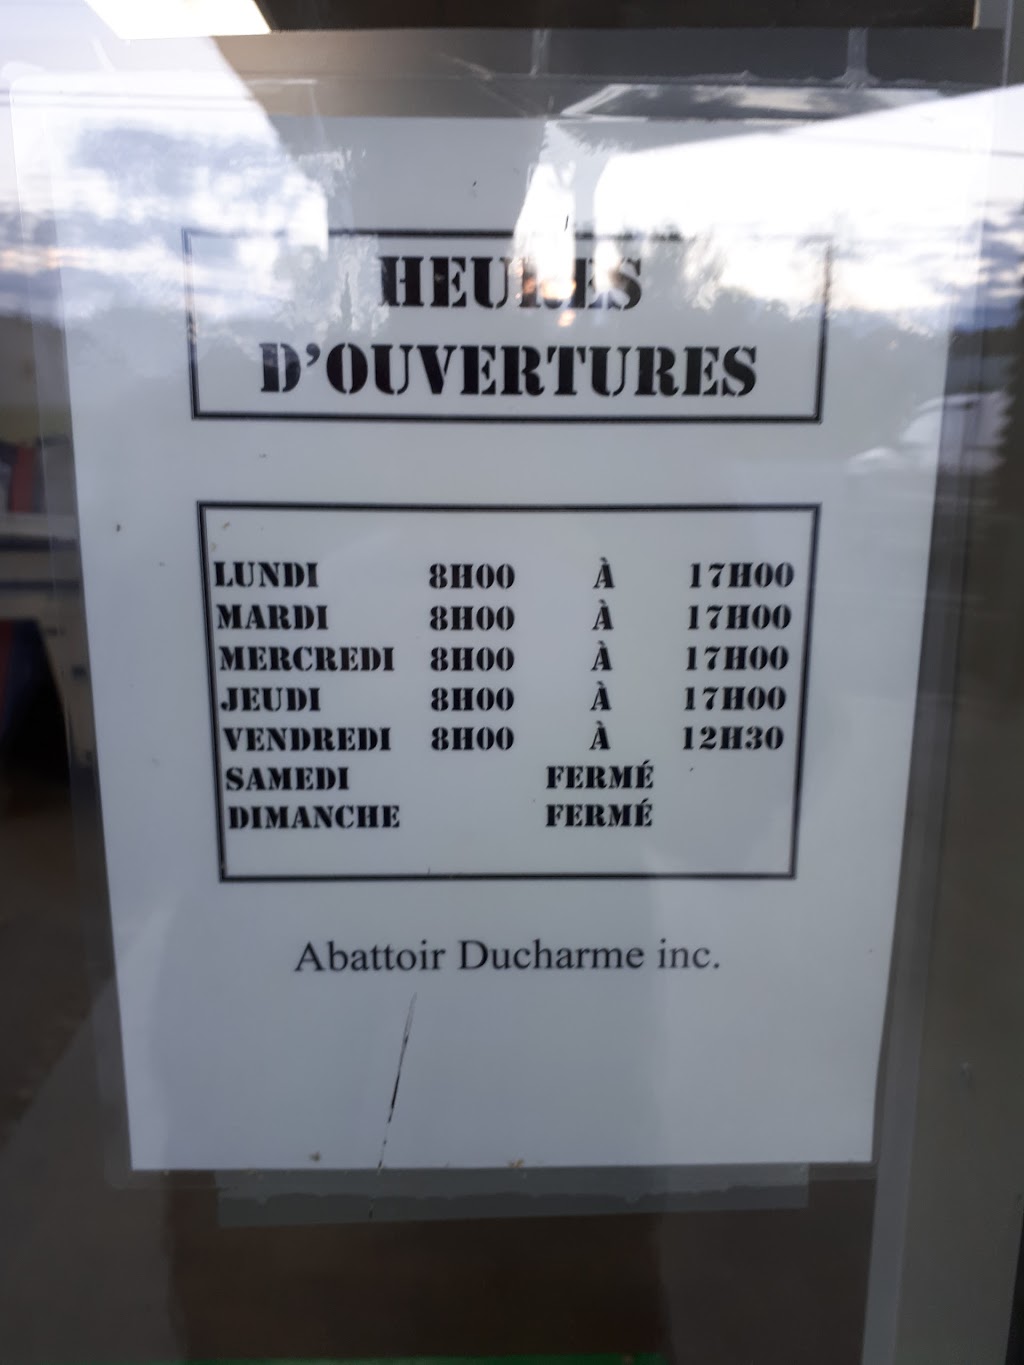 HEURES
D'OUVERTURES
LUNDI 8H00 À 17H00
MARDI 8H00 À 17H00
MERCREDI 8H00 À 17H00
JEUDI 8H00 À 17H00
VENDREDI 8H00 À 12H30
SAMEDI FERMÉ
DIMANCHE FERMÉ
Abattoir Ducharme inc.